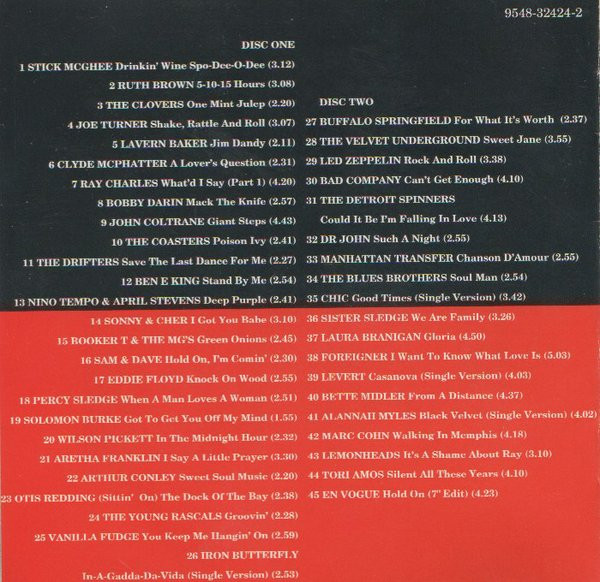 9548-32424-2
DISC ONE
1 STICK MCGHEE Drinkin' Wine Spo-Dee-O-Dee (3.12)
2 RUTH BROWN 5-10-15 Hours (3.08)
3 THE CLOVERS One Mint Julep (2.20)
4 JOE TURNER Shake, Rattle And Roll (3.07)
5 LAVERN BAKER Jim Dandy (2.11)
6 CLYDE MCPHATTER A Lover's Question (2.31)
7 RAY CHARLES What'd I Say (Part 1) (4.20)
8 BOBBY DARIN Mack The Knife (2.57)
9 JOHN COLTRANE Giant Steps (4.43)
10 THE COASTERS Poison Ivy (2.41)
11 THE DRIFTERS Save The Last Dance For Me (2.27)
12 BEN E KING Stand By Me (2.54)
13 NINO TEMPO & APRIL STEVENS Deep Purple (2.41)
14 SONNY & CHER I Got You Babe (3.10)
15 BOOKER T & THE MG'S Green Onions (2.45)
16 SAM & DAVE Hold On, I'm Comin' (2.30)
17 EDDIE FLOYD Knock On Wood (2.55)
18 PERCY SLEDGE When A Man Loves A Woman (2.51)
19 SOLOMON BURKE Got To Get You Off My Mind (1.55)
20 WILSON PICKETT In The Midnight Hour (2.32)
21 ARETHA FRANKLIN I Say A Little Prayer (3.30)
22 ARTHUR CONLEY Sweet Soul Music (2.20)
23 OTIS REDDING (Sittin' On) The Dock Of The Bay (2.38)
24 THE YOUNG RASCALS Groovin' (2.28)
25 VANILLA FUDGE You Keep Me Hangin' On (2.59)
26 IRON BUTTERFLY
In-A-Gadda-Da-Vida (Single Version) (2.53)
DISC TWO
27 BUFFALO SPRINGFIELD For What It's Worth (2.37)
28 THE VELVET UNDERGROUND Sweet Jane (3.55)
29 LED ZEPPELIN Rock And Roll (3.38)
30 BAD COMPANY Can't Get Enough (4.10)
31 THE DETROIT SPINNERS
Could It Be I'm Falling In Love (4.13)
32 DR JOHN Such A Night (2.55)
33 MANHATTAN TRANSFER Chanson D'Amour (2.55)
34 THE BLUES BROTHERS Soul Man (2.54)
35 CHIC Good Times (Single Version) (3.42)
36 SISTER SLEDGE We Are Family (3.26)
37 LAURA BRANIGAN Gloria (4.50)
38 FOREIGNER I Want To Know What Love Is (5.03)
39 LEVERT Casanova (Single Version) (4.03)
40 BETTE MIDLER From A Distance (4.37)
41 ALANNAH MYLES Black Velvet (Single Version) (4.02)
42 MARC COHN Walking In Memphis (4.18)
43 LEMONHEADS It's A Shame About Ray (3.10)
44 TORI AMOS Silent All These Years (4.10)
45 EN VOGUE Hold On (7" Edit) (4.23)